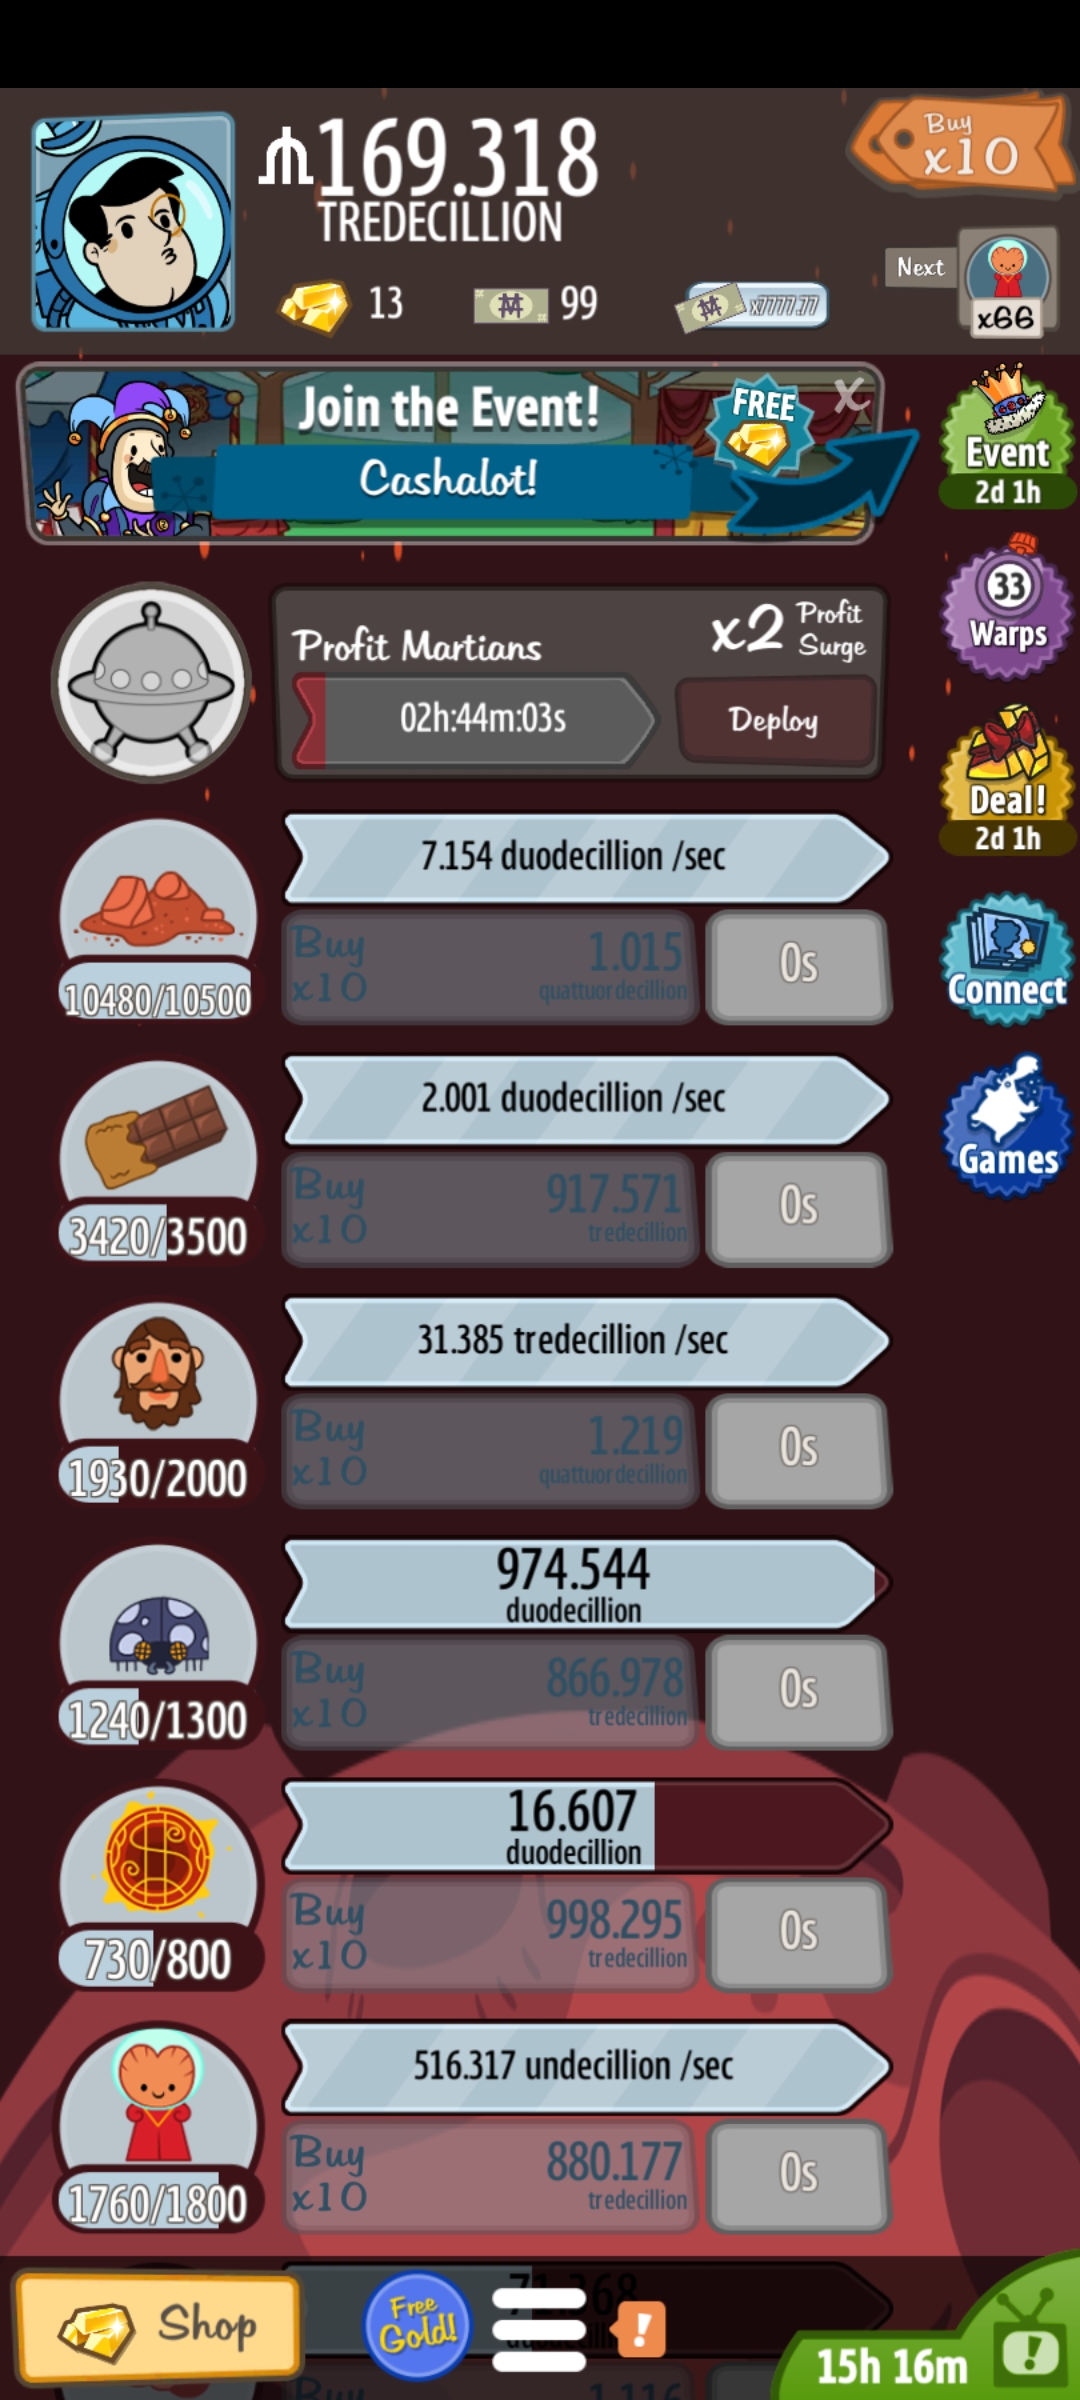 169.318
TREDECILLION
Buy
x10
13
99
x7777.77
Next
x66
Join the Event!
Cashalot!
FREE
X
Event
2d 1h
33
Warps
Profit Martians
x2 Profit Surge
02h:44m:03s
Deploy
Deal!
2d 1h
7.154 duodecillion /sec
10480/10500
Buy x10
1.015
quattuordecillion
0s
Connect
2.001 duodecillion /sec
3420/3500
Buy x10
917.571
tredecillion
0s
Games
31.385 tredecillion /sec
1930/2000
Buy x10
1.219
quattuordecillion
0s
974.544
duodecillion
1240/1300
Buy x10
866.978
tredecillion
0s
16.607
duodecillion
730/800
Buy x10
998.295
tredecillion
0s
516.317 undecillion /sec
1760/1800
Buy x10
880.177
tredecillion
0s
Shop
Free Gold!
!
15h 16m
!
Buy
1.116